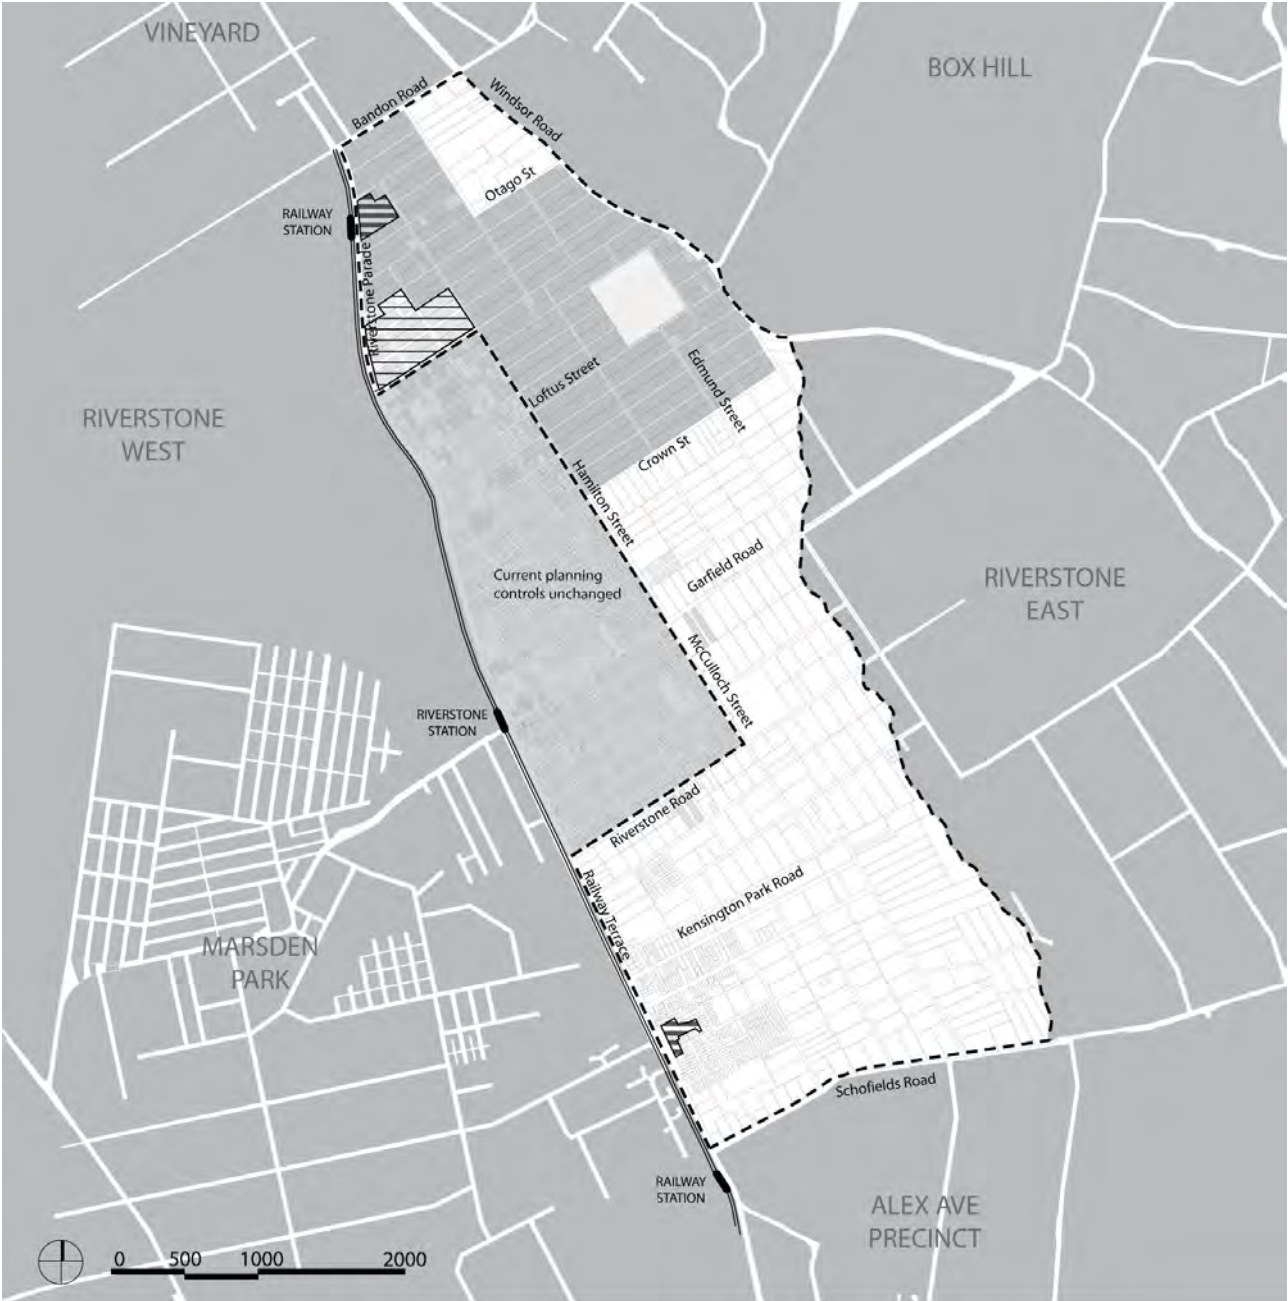 VINEYARD
BOX HILL
Bandon Road
Windsor Road
Otago St
RAILWAY
STATION
Riverstone Parade
Loftus Street
Edmund Street
RIVERSTONE
WEST
Crown St
Hamilton Street
Garfield Road
Current planning
controls unchanged
RIVERSTONE
EAST
McCulloch Street
RIVERSTONE
STATION
Riverstone Road
Railway Terrace
Kensington Park Road
MARSDEN
PARK
Schofields Road
RAILWAY
STATION
ALEX AVE
PRECINCT
0 500 1000 2000